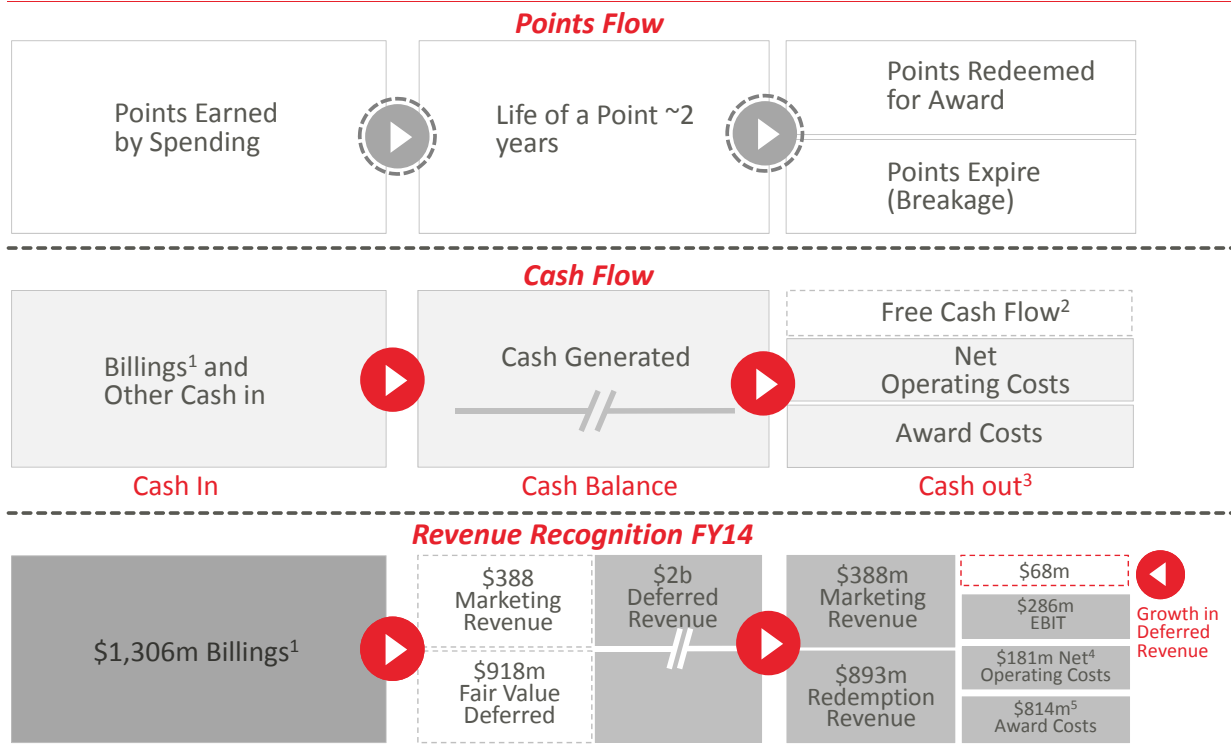 Points Flow
Points Earned
by Spending
Life of a Point ~2
years
Points Redeemed
for Award
Points Expire
(Breakage)
Cash Flow
Billings¹ and
Other Cash in
Cash Generated
Free Cash Flow²
Net
Operating Costs
Award Costs
Cash In
Cash Balance
Cash out³
Revenue Recognition FY14
$1,306m Billings¹
$388
Marketing
Revenue
$918m
Fair Value
Deferred
$2b
Deferred
Revenue
$388m
Marketing
Revenue
$893m
Redemption
Revenue
$68m
$286m
EBIT
$181m Net⁴
Operating Costs
$814m⁵
Award Costs
Growth in
Deferred
Revenue